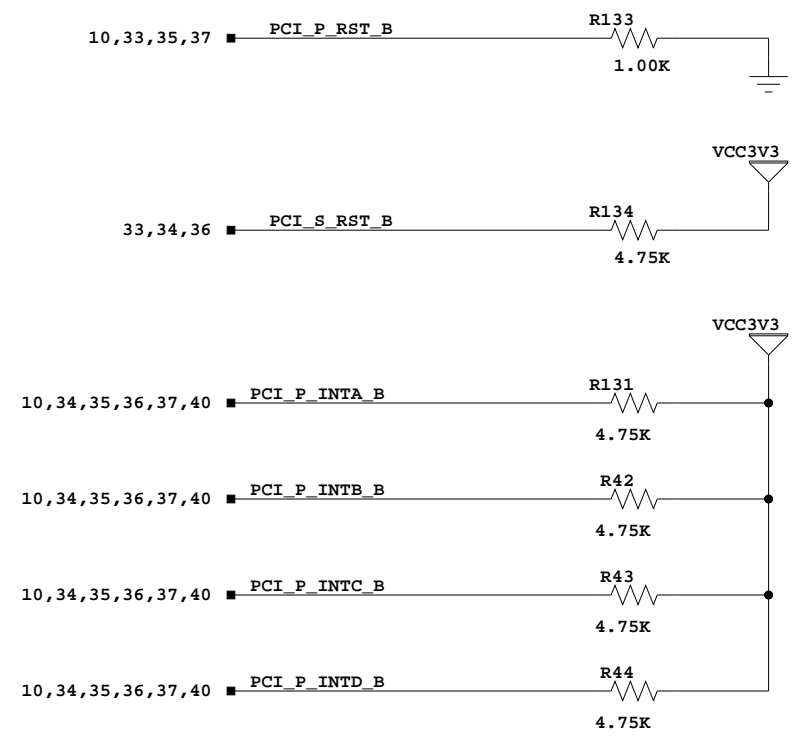 R133
10,33,35,37 PCI_P_RST_B
1.00K
VCC3V3
R134
33,34,36 PCI_S_RST_B
4.75K
VCC3V3
R131
10,34,35,36,37,40 PCI_P_INTA_B
4.75K
R42
10,34,35,36,37,40 PCI_P_INTB_B
4.75K
R43
10,34,35,36,37,40 PCI_P_INTC_B
4.75K
R44
10,34,35,36,37,40 PCI_P_INTD_B
4.75K